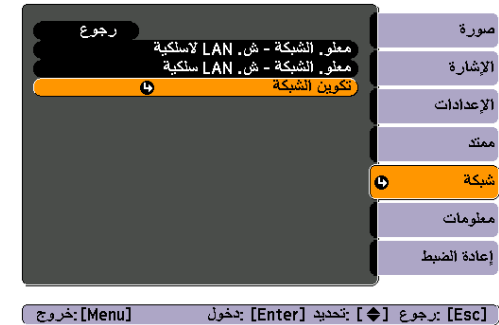 رجوع
معلو. الشبكة - ش. LAN لاسلكية
معلو. الشبكة - ش. LAN سلكية
تكوين الشبكة
صورة
الإشارة
الإعدادات
ممتد
شبكة
معلومات
إعادة الضبط
[Esc] :رجوع [◆] :تحديد [Enter] :دخول [Menu] :خروج